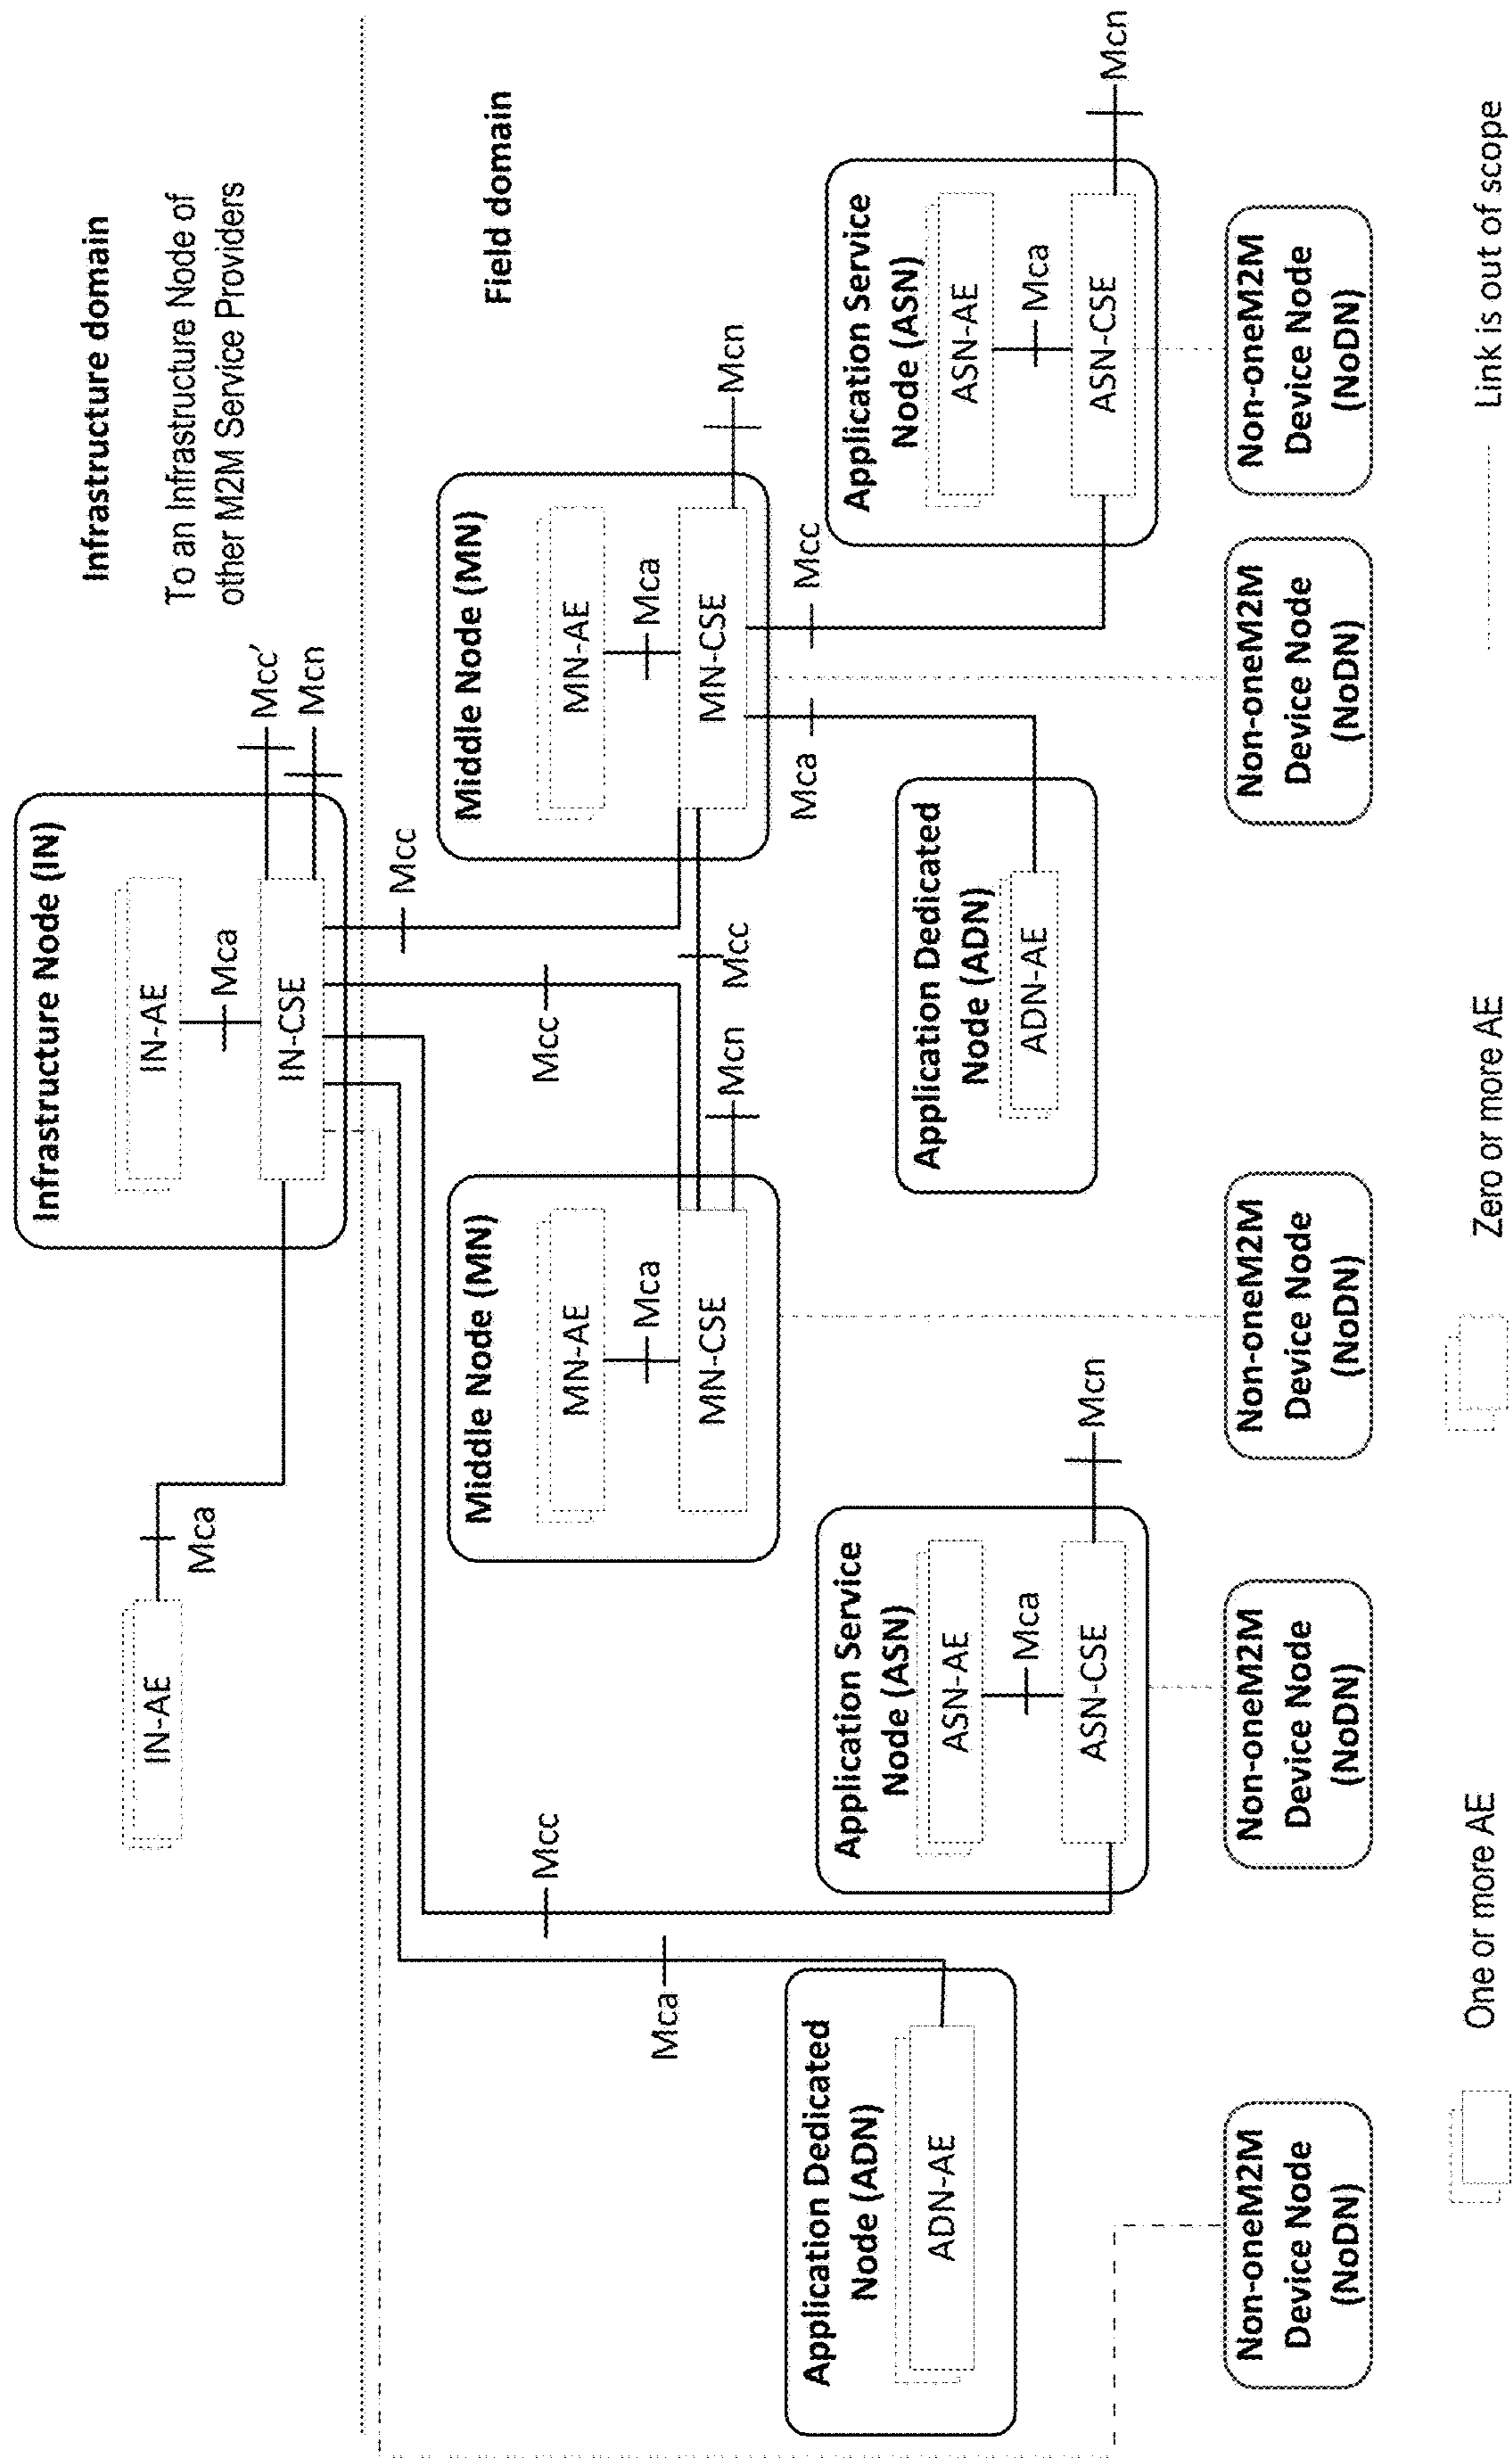 Infrastructure domain
To an Infrastructure Node of
other M2M Service Providers
Infrastructure Node (IN)
IN-AE
Mca
IN-AE
Mca
IN-CSE
Mcc'
Mcn
Field domain
Mcc
Mcc
Mcc
Mca
Middle Node (MN)
MN-AE
Mca
MN-CSE
Mcn
Mcc
Middle Node (MN)
MN-AE
Mca
MN-CSE
Mcn
Mca
Mcc
Application Dedicated
Node (ADN)
ADN-AE
Application Service
Node (ASN)
ASN-AE
Mca
ASN-CSE
Mcn
Application Dedicated
Node (ADN)
ADN-AE
Application Service
Node (ASN)
ASN-AE
Mca
ASN-CSE
Mcn
Non-oneM2M
Device Node
(NoDN)
Non-oneM2M
Device Node
(NoDN)
Non-oneM2M
Device Node
(NoDN)
Non-oneM2M
Device Node
(NoDN)
Non-oneM2M
Device Node
(NoDN)
One or more AE
Zero or more AE
Link is out of scope